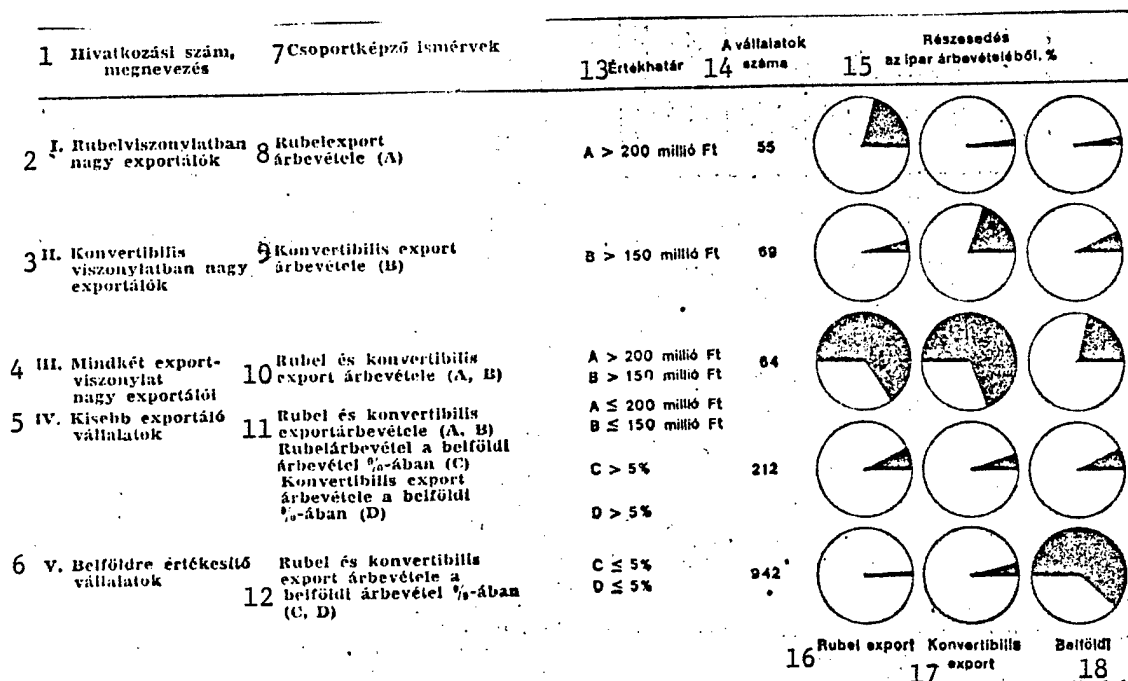 1 Hivatkozási szám, megnevezés
7 Csoportképző ismérvek
13 Értékhatár
14 A vállalatok száma
15 Részesedés az ipar árbevételéből, %
2 I. Rubelviszonylatban nagy exportálók
8 Rubelexport árbevétele (A)
A > 200 millió Ft
55
3 II. Konvertibilis viszonylatban nagy exportálók
9 Konvertibilis export árbevétele (B)
B > 150 millió Ft
69
4 III. Mindkét export-
viszonylat
nagy exportálói
10 Rubel és konvertibilis
export árbevétele (A, B)
A > 200 millió Ft
B > 150 millió Ft
64
5 IV. Kisebb exportáló
vállalatok
11 Rubel és konvertibilis
exportárbevétele (A, B)
Rubelárbevétel a belföldi
árbevétel %-ában (C)
Konvertibilis export
árbevétele a belföldi
%-ában (D)
A ≤ 200 millió Ft
B ≤ 150 millió Ft
C > 5%
D > 5%
212
6 V. Belföldre értékesítő
vállalatok
12 Rubel és konvertibilis
export árbevétele a
belföldi árbevétel %-ában
(C, D)
C ≤ 5%
D ≤ 5%
942
16 Rubel export
17 Konvertibilis
export
18 Belföldi